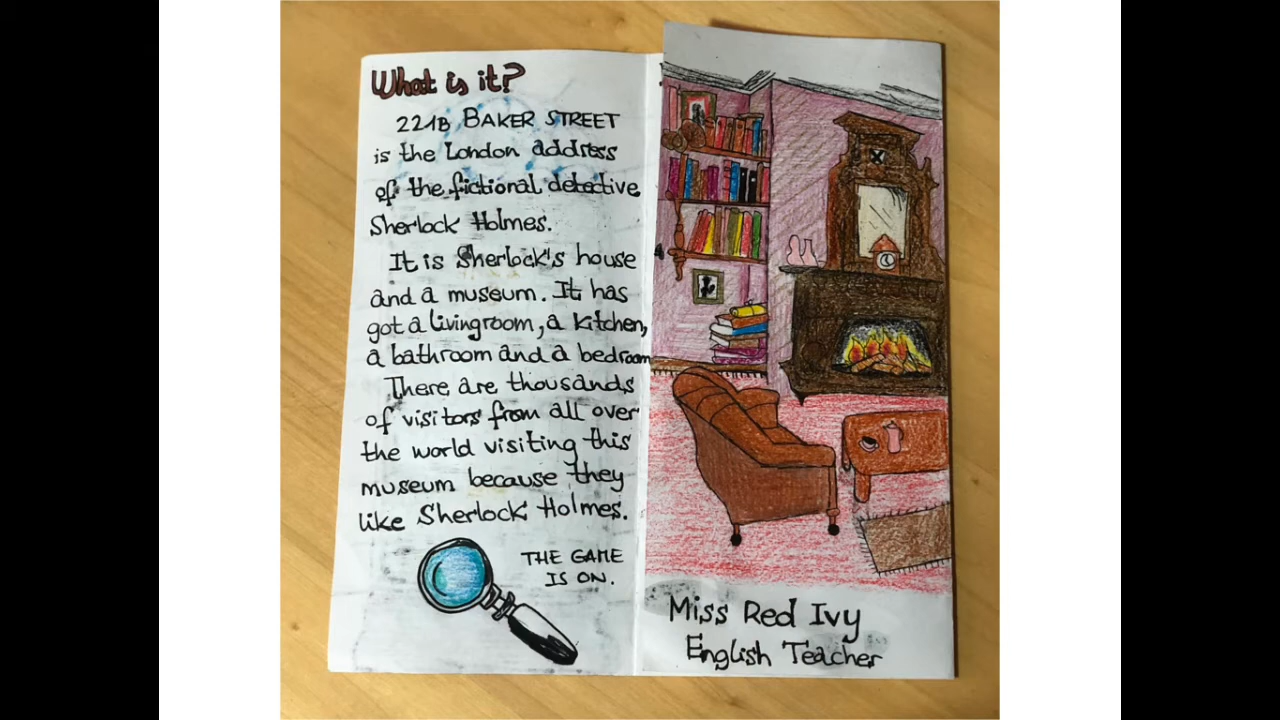 What is it?
221B BAKER STREET
is the London address
of the fictional detective
Sherlock Holmes.
It is Sherlock's house
and a museum. It has
got a livingroom, a kitchen,
a bathroom and a bedroom
There are thousands
of visitors from all over
the world visiting this
museum because they
like Sherlock Holmes.
THE GAME
IS ON.
Miss Red Ivy
English Teacher